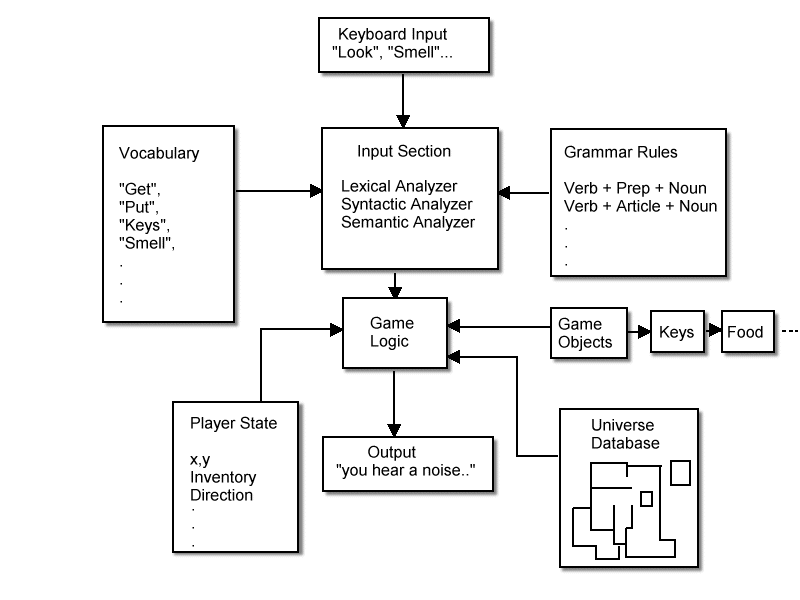 Keyboard Input
"Look", "Smell"...
Vocabulary
"Get",
"Put",
"Keys",
"Smell",
.
.
.
Input Section
Lexical Analyzer
Syntactic Analyzer
Semantic Analyzer
Grammar Rules
Verb + Prep + Noun
Verb + Article + Noun
.
.
.
Game
Logic
Game
Objects
Keys
Food
Player State
x,y
Inventory
Direction
.
.
.
Output
"you hear a noise.."
Universe
Database